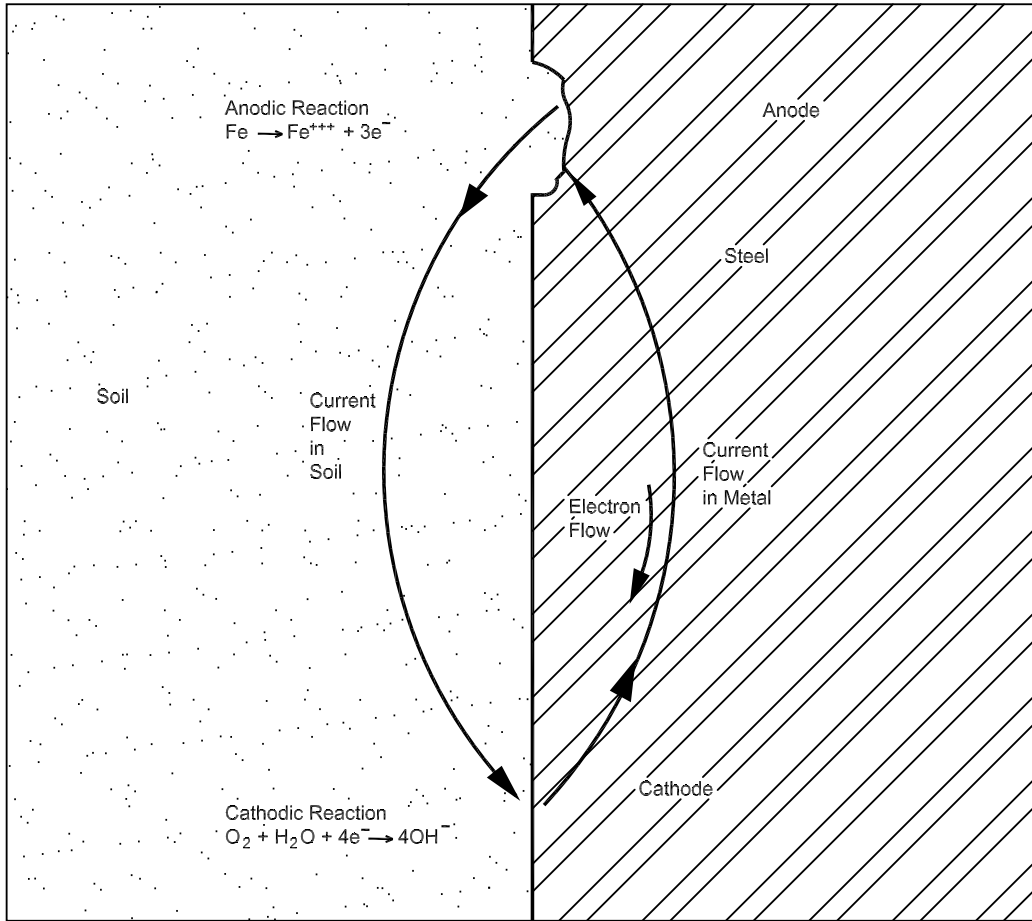 Anodic Reaction
Fe → Fe⁺⁺⁺ + 3e⁻
Anode
Steel
Soil
Current
Flow
in
Soil
Current
Flow
in Metal
Electron
Flow
Cathode
Cathodic Reaction
O₂ + H₂O + 4e⁻ → 4OH⁻